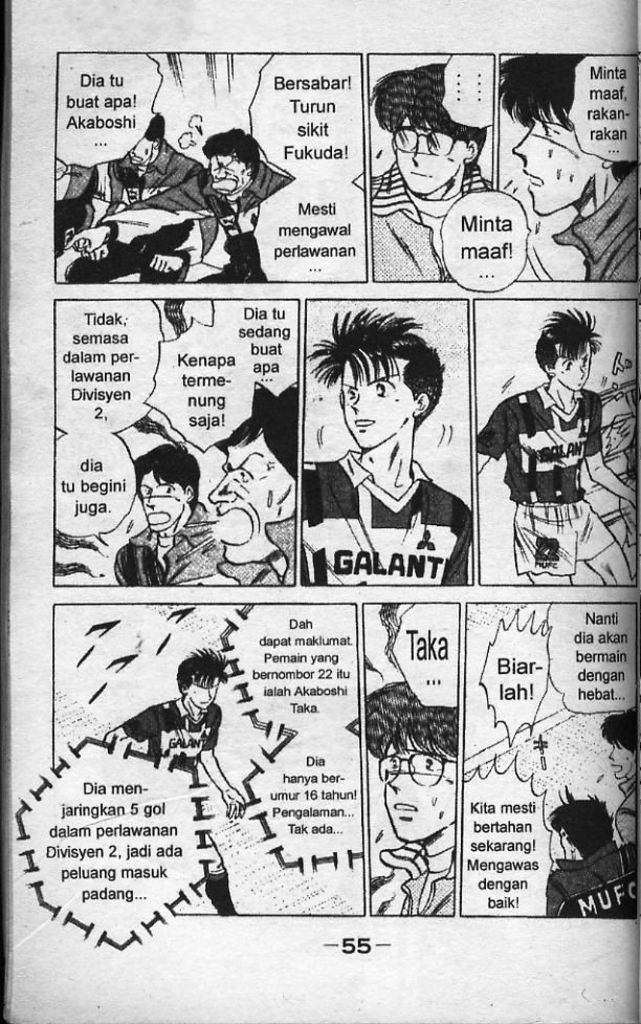 Dia tu
buat apa!
Akaboshi
...
Bersabar!
Turun
sikit
Fukuda!
Mesti
mengawal
perlawanan
...
...
...
Minta
maaf!
...
Minta
maaf,
rakan-
rakan
...
Tidak,
semasa
dalam per-
lawanan
Divisyen
2,
dia
tu begini
juga.
Kenapa
terme-
nung
saja!
Dia tu
sedang
buat
apa
...
GALANT
GALANT
22
MUFC
GALANT
Dah
dapat maklumat.
Pemain yang
bernombor 22 itu
ialah Akaboshi
Taka.
Dia
hanya ber-
umur 16 tahun!
Pengalaman...
Tak ada...
Dia men-
jaringkan 5 gol
dalam perlawanan
Divisyen 2, jadi ada
peluang masuk
padang...
Taka
...
Biar-
lah!
Nanti
dia akan
bermain
dengan
hebat...
Kita mesti
bertahan
sekarang!
Mengawas
dengan
baik!
MUFC
-55-